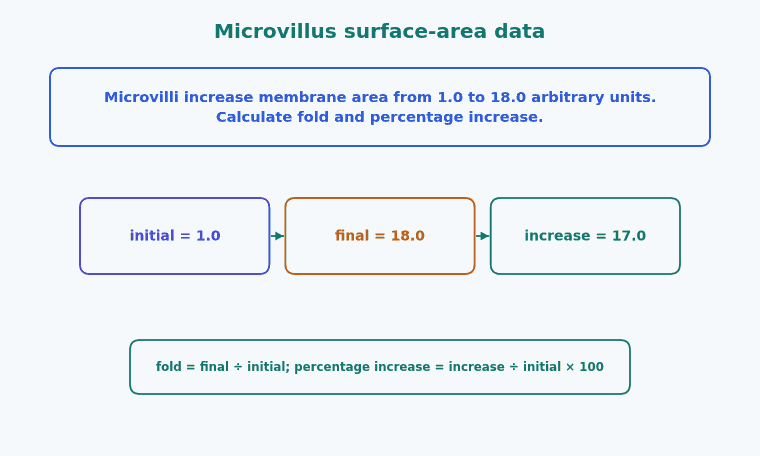 Microvillus surface-area data
Microvilli increase membrane area from 1.0 to 18.0 arbitrary units.
Calculate fold and percentage increase.
initial = 1.0
final = 18.0
increase = 17.0
fold = final ÷ initial; percentage increase = increase ÷ initial × 100